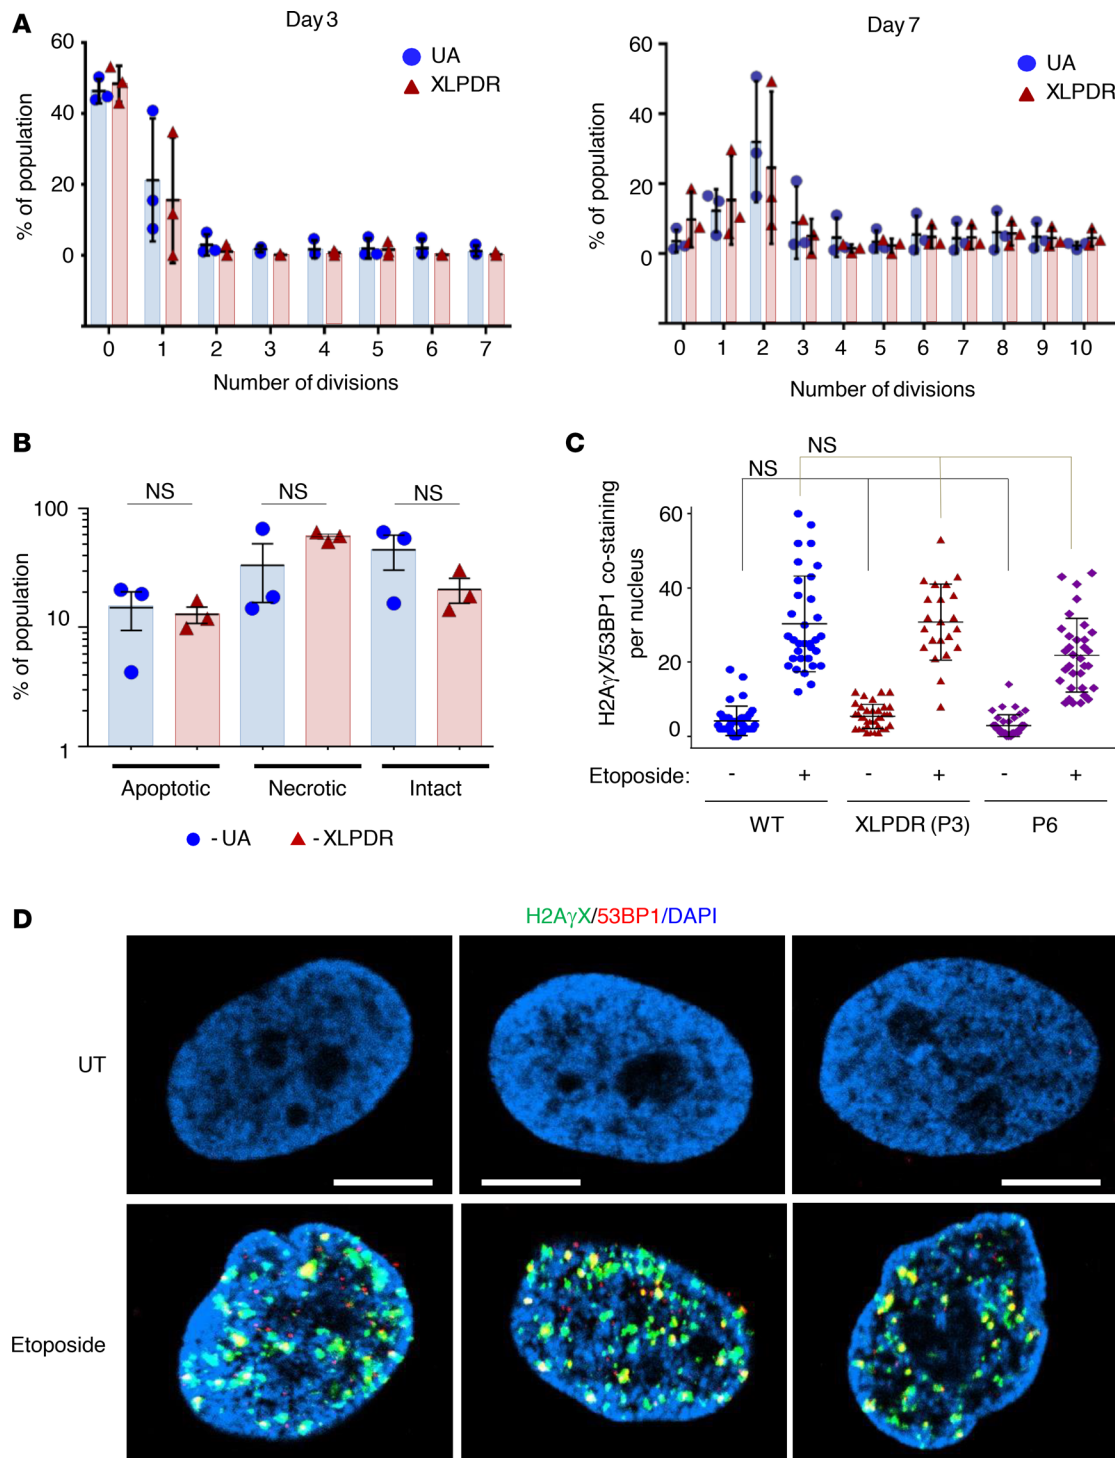 A
Day 3
60
40
20
0
% of population
UA
XLPDR
0 1 2 3 4 5 6 7
Number of divisions
Day 7
60
40
20
0
% of population
UA
XLPDR
0 1 2 3 4 5 6 7 8 9 10
Number of divisions
B
100
10
1
% of population
NS NS NS
Apoptotic Necrotic Intact
- UA - XLPDR
C
NS
NS
H2AγX/53BP1 co-staining
per nucleus
60
40
20
0
Etoposide: - + - + - +
WT XLPDR (P3) P6
D
H2AγX/53BP1/DAPI
UT
Etoposide